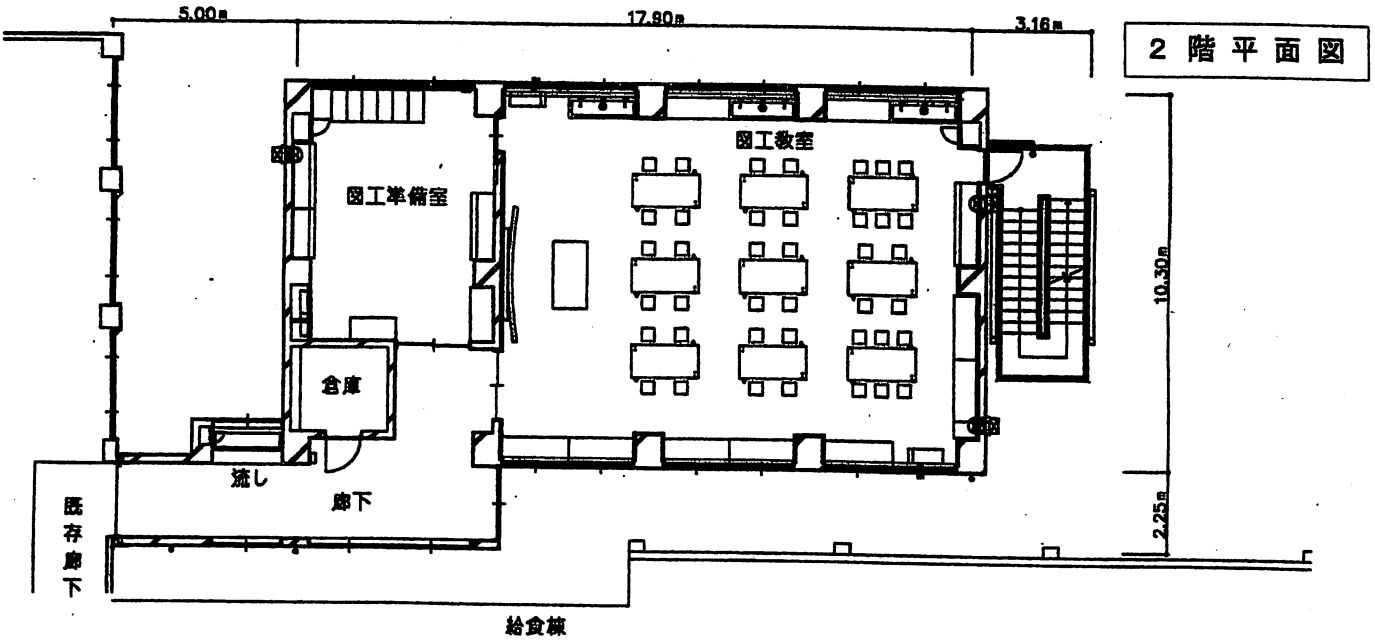 5.00m
17.90m
3.16m
2 階 平 面 図
図工教室
図工準備室
10.30m
倉庫
流し
廊下
既存廊下
2.25m
給食棟